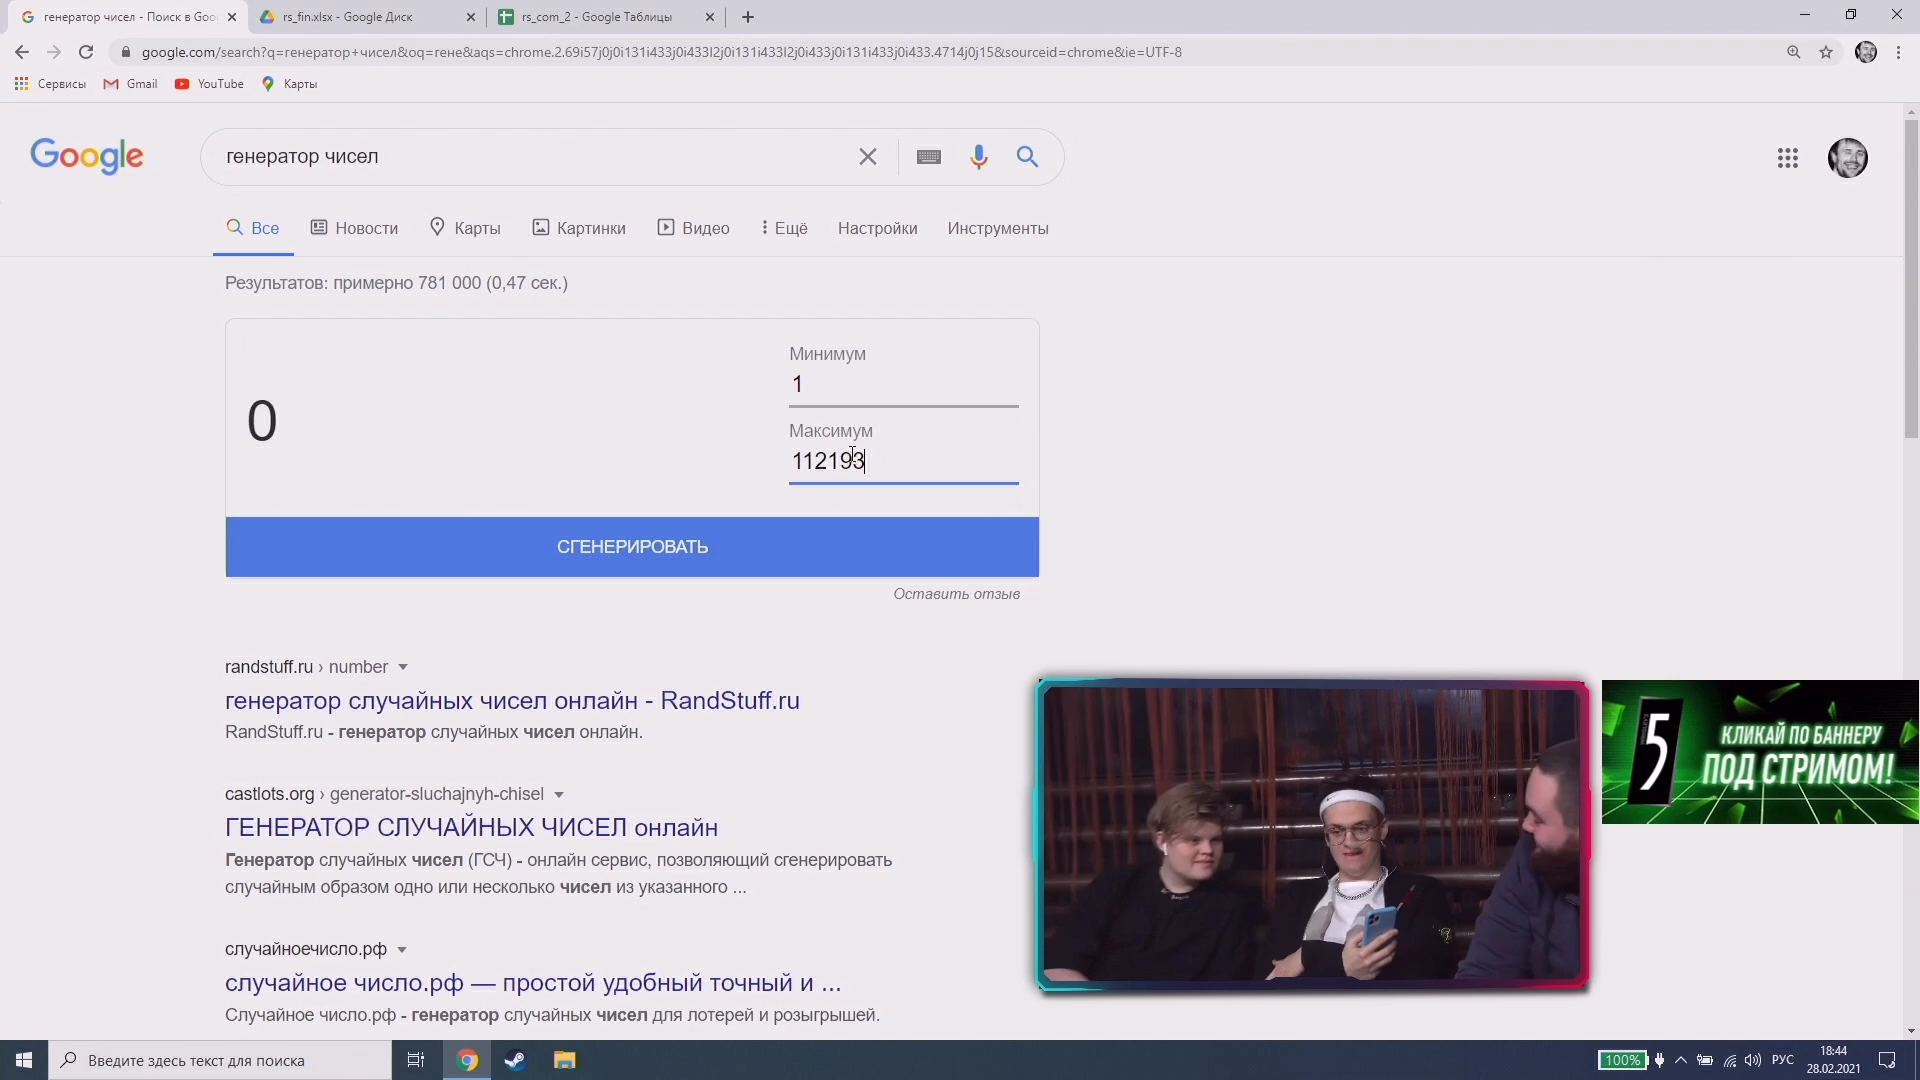 генератор чисел - Поиск в Goo
rs_fin.xlsx - Google Диск
rs_com_2 - Google Таблицы
google.com/search?q=генератор+чисел&oq=гене&aqs=chrome.2.69i57j0j0i131i433j0i433l2j0i131i433l2j0i433j0i131i433j0i433.4714j0j15&sourceid=chrome&ie=UTF-8
Сервисы
Gmail
YouTube
Карты
Google
генератор чисел
Все
Новости
Карты
Картинки
Видео
Ещё
Настройки
Инструменты
Результатов: примерно 781 000 (0,47 сек.)
0
Минимум
1
Максимум
112193
СГЕНЕРИРОВАТЬ
Оставить отзыв
randstuff.ru › number
генератор случайных чисел онлайн - RandStuff.ru
RandStuff.ru - генератор случайных чисел онлайн.
castlots.org › generator-sluchajnyh-chisel
ГЕНЕРАТОР СЛУЧАЙНЫХ ЧИСЕЛ онлайн
Генератор случайных чисел (ГСЧ) - онлайн сервис, позволяющий сгенерировать
случайным образом одно или несколько чисел из указанного ...
случайноечисло.рф
случайное число.рф — простой удобный точный и ...
Случайное число.рф - генератор случайных чисел для лотерей и розыгрышей.
5
КЛИКАЙ ПО БАННЕРУ
ПОД СТРИМОМ!
Введите здесь текст для поиска
100%
РУС
18:44
28.02.2021